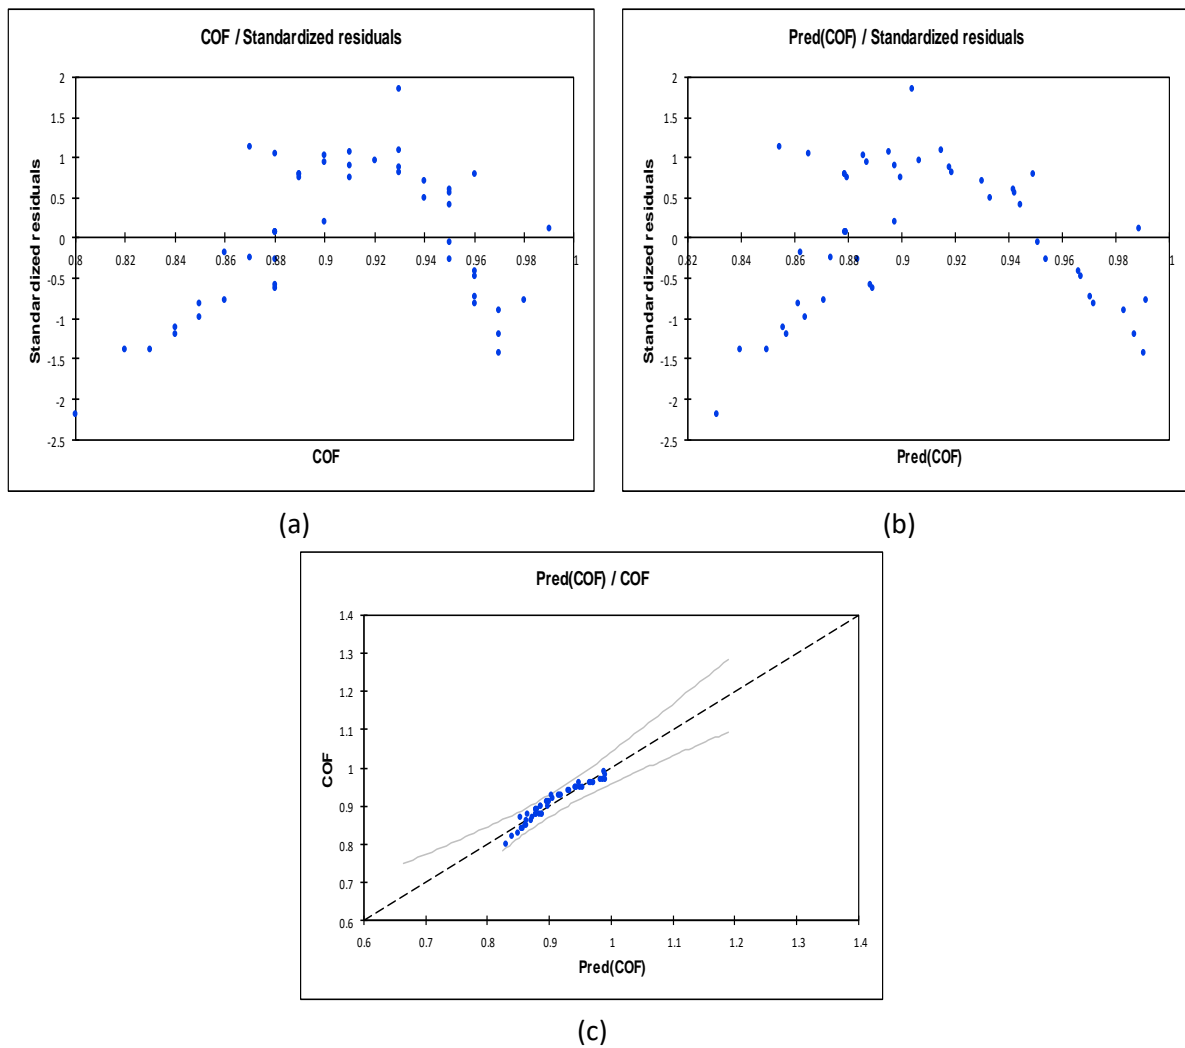 COF / Standardized residuals
2
1.5
1
0.5
0
-0.5
-1
-1.5
-2
-2.5
0.8 0.82 0.84 0.86 0.88 0.9 0.92 0.94 0.96 0.98 1
Standardized residuals
COF
(a)
Pred(COF) / Standardized residuals
2
1.5
1
0.5
0
-0.5
-1
-1.5
-2
-2.5
0.82 0.84 0.86 0.88 0.9 0.92 0.94 0.96 0.98 1
Standardized residuals
Pred(COF)
(b)
Pred(COF) / COF
1.4
1.3
1.2
1.1
1
0.9
0.8
0.7
0.6
0.6 0.7 0.8 0.9 1 1.1 1.2 1.3 1.4
COF
Pred(COF)
(c)